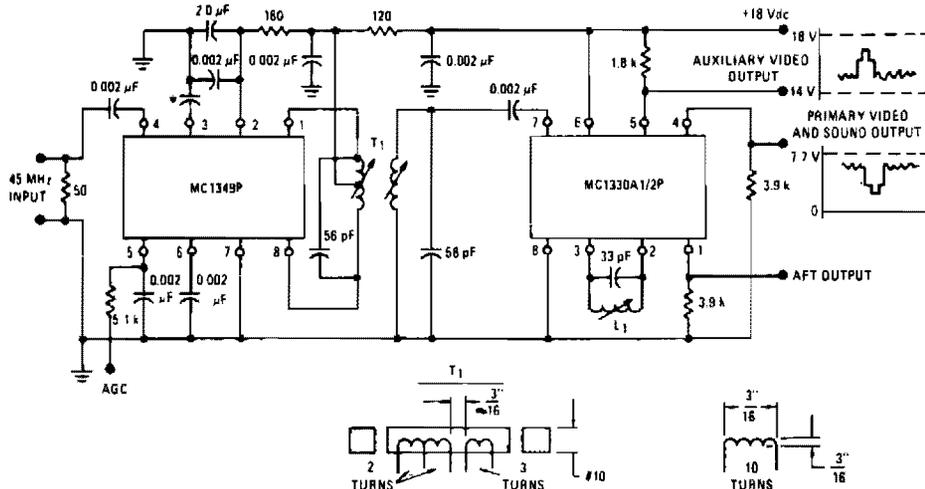 2.0 µF
180
120
+18 Vdc
18 V
0.002 µF
0.002 µF
0.002 µF
0.002 µF
1.8 k
AUXILIARY VIDEO
OUTPUT
14 V
0.002 µF
4
3
2
1
7
6
5
4
PRIMARY VIDEO
AND SOUND OUTPUT
7.7 V
0
45 MHz
INPUT
50
MC1349P
T1
MC1330A1/2P
3.9 k
56 pF
68 pF
5
6
7
8
8
3
2
1
33 pF
0.002
µF
0.002
µF
5.1 k
L1
3.9 k
AFT OUTPUT
AGC
T1
3"
16
3"
16
2
TURNS
3
TURNS
#10
10
TURNS
3"
16